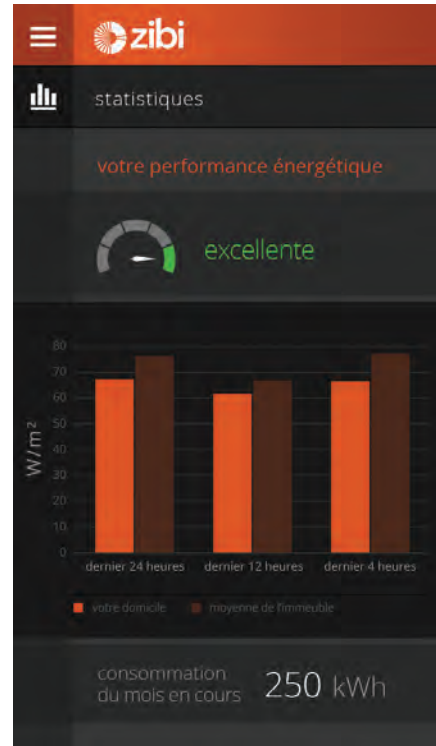 zibi
statistiques
votre performance énergétique
excellente
80
70
60
50
40
30
20
10
0
W/m²
dernier 24 heures dernier 12 heures dernier 4 heures
votre domicile moyenne de l'immeuble
consommation
du mois en cours 250 kWh